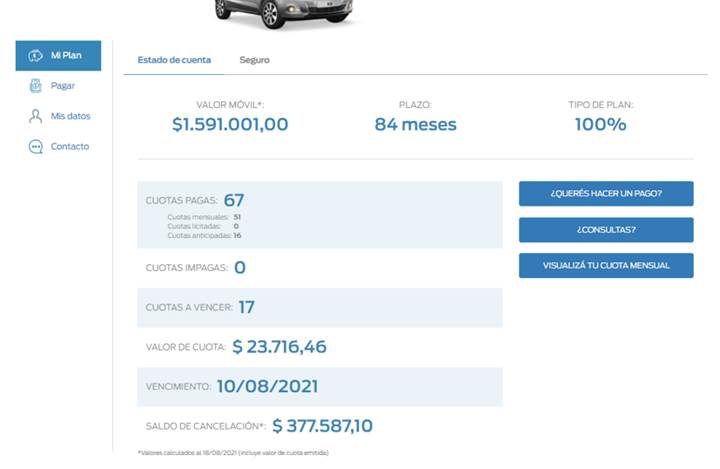 Mi Plan
Pagar
Mis datos
Contacto
Estado de cuenta
Seguro
VALOR MÓVIL*:
$1.591.001,00
PLAZO:
84 meses
TIPO DE PLAN:
100%
CUOTAS PAGAS: 67
Cuotas mensuales: 51
Cuotas licitadas: 0
Cuotas anticipadas: 16
CUOTAS IMPAGAS: 0
CUOTAS A VENCER: 17
VALOR DE CUOTA: $ 23.716,46
VENCIMIENTO: 10/08/2021
SALDO DE CANCELACIÓN*: $ 377.587,10
*Valores calculados al 18/08/2021 (incluye valor de cuota emitida)
¿QUERÉS HACER UN PAGO?
¿CONSULTAS?
VISUALIZÁ TU CUOTA MENSUAL